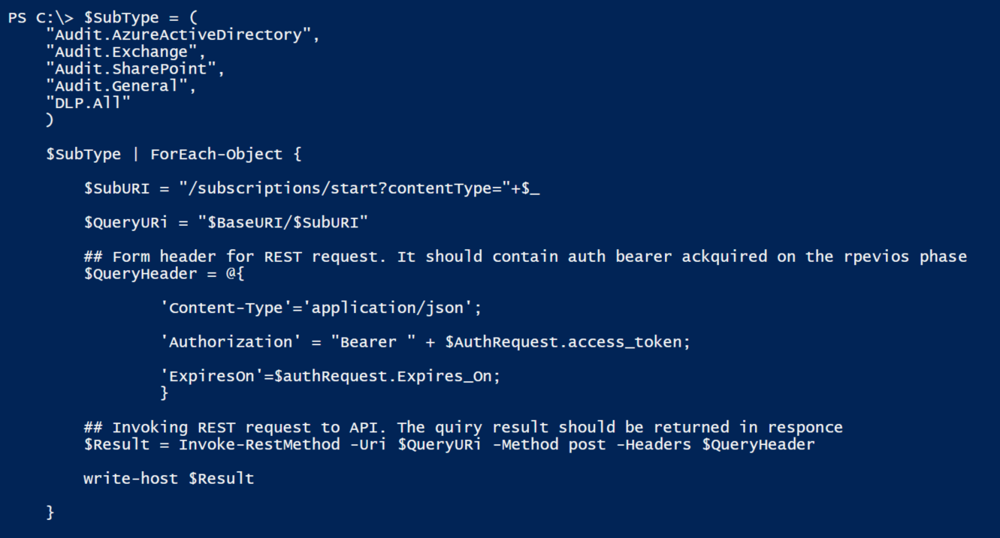 PS C:\> $SubType = (
"Audit.AzureActiveDirectory",
"Audit.Exchange",
"Audit.SharePoint",
"Audit.General",
"DLP.All"
)
$SubType | ForEach-Object {
$SubURI = "/subscriptions/start?contentType="+$_
$QueryURi = "$BaseURI/$SubURI"
## Form header for REST request. It should contain auth bearer ackquired on the rpevios phase
$QueryHeader = @{
'Content-Type'='application/json';
'Authorization' = "Bearer " + $AuthRequest.access_token;
'ExpiresOn'=$authRequest.Expires_On;
}
## Invoking REST request to API. The quiry result should be returned in responce
$Result = Invoke-RestMethod -Uri $QueryURi -Method post -Headers $QueryHeader
write-host $Result
}